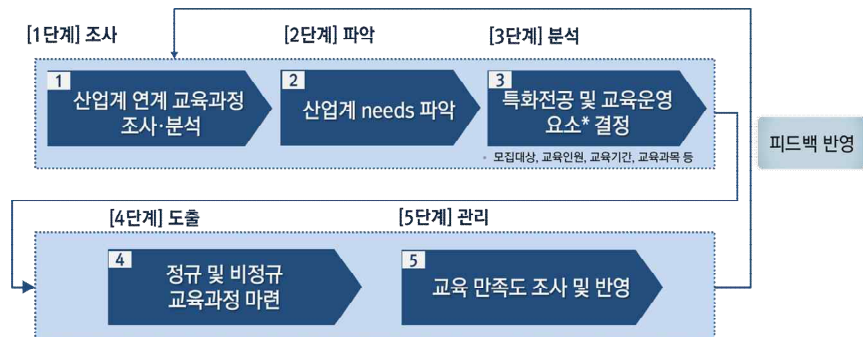 [1단계] 조사
[2단계] 파악
[3단계] 분석
1
산업계 연계 교육과정
조사·분석
2
산업계 needs 파악
3
특화전공 및 교육운영
요소* 결정
* 모집대상, 교육인원, 교육기간, 교육과목 등
피드백 반영
[4단계] 도출
[5단계] 관리
4
정규 및 비정규
교육과정 마련
5
교육 만족도 조사 및 반영